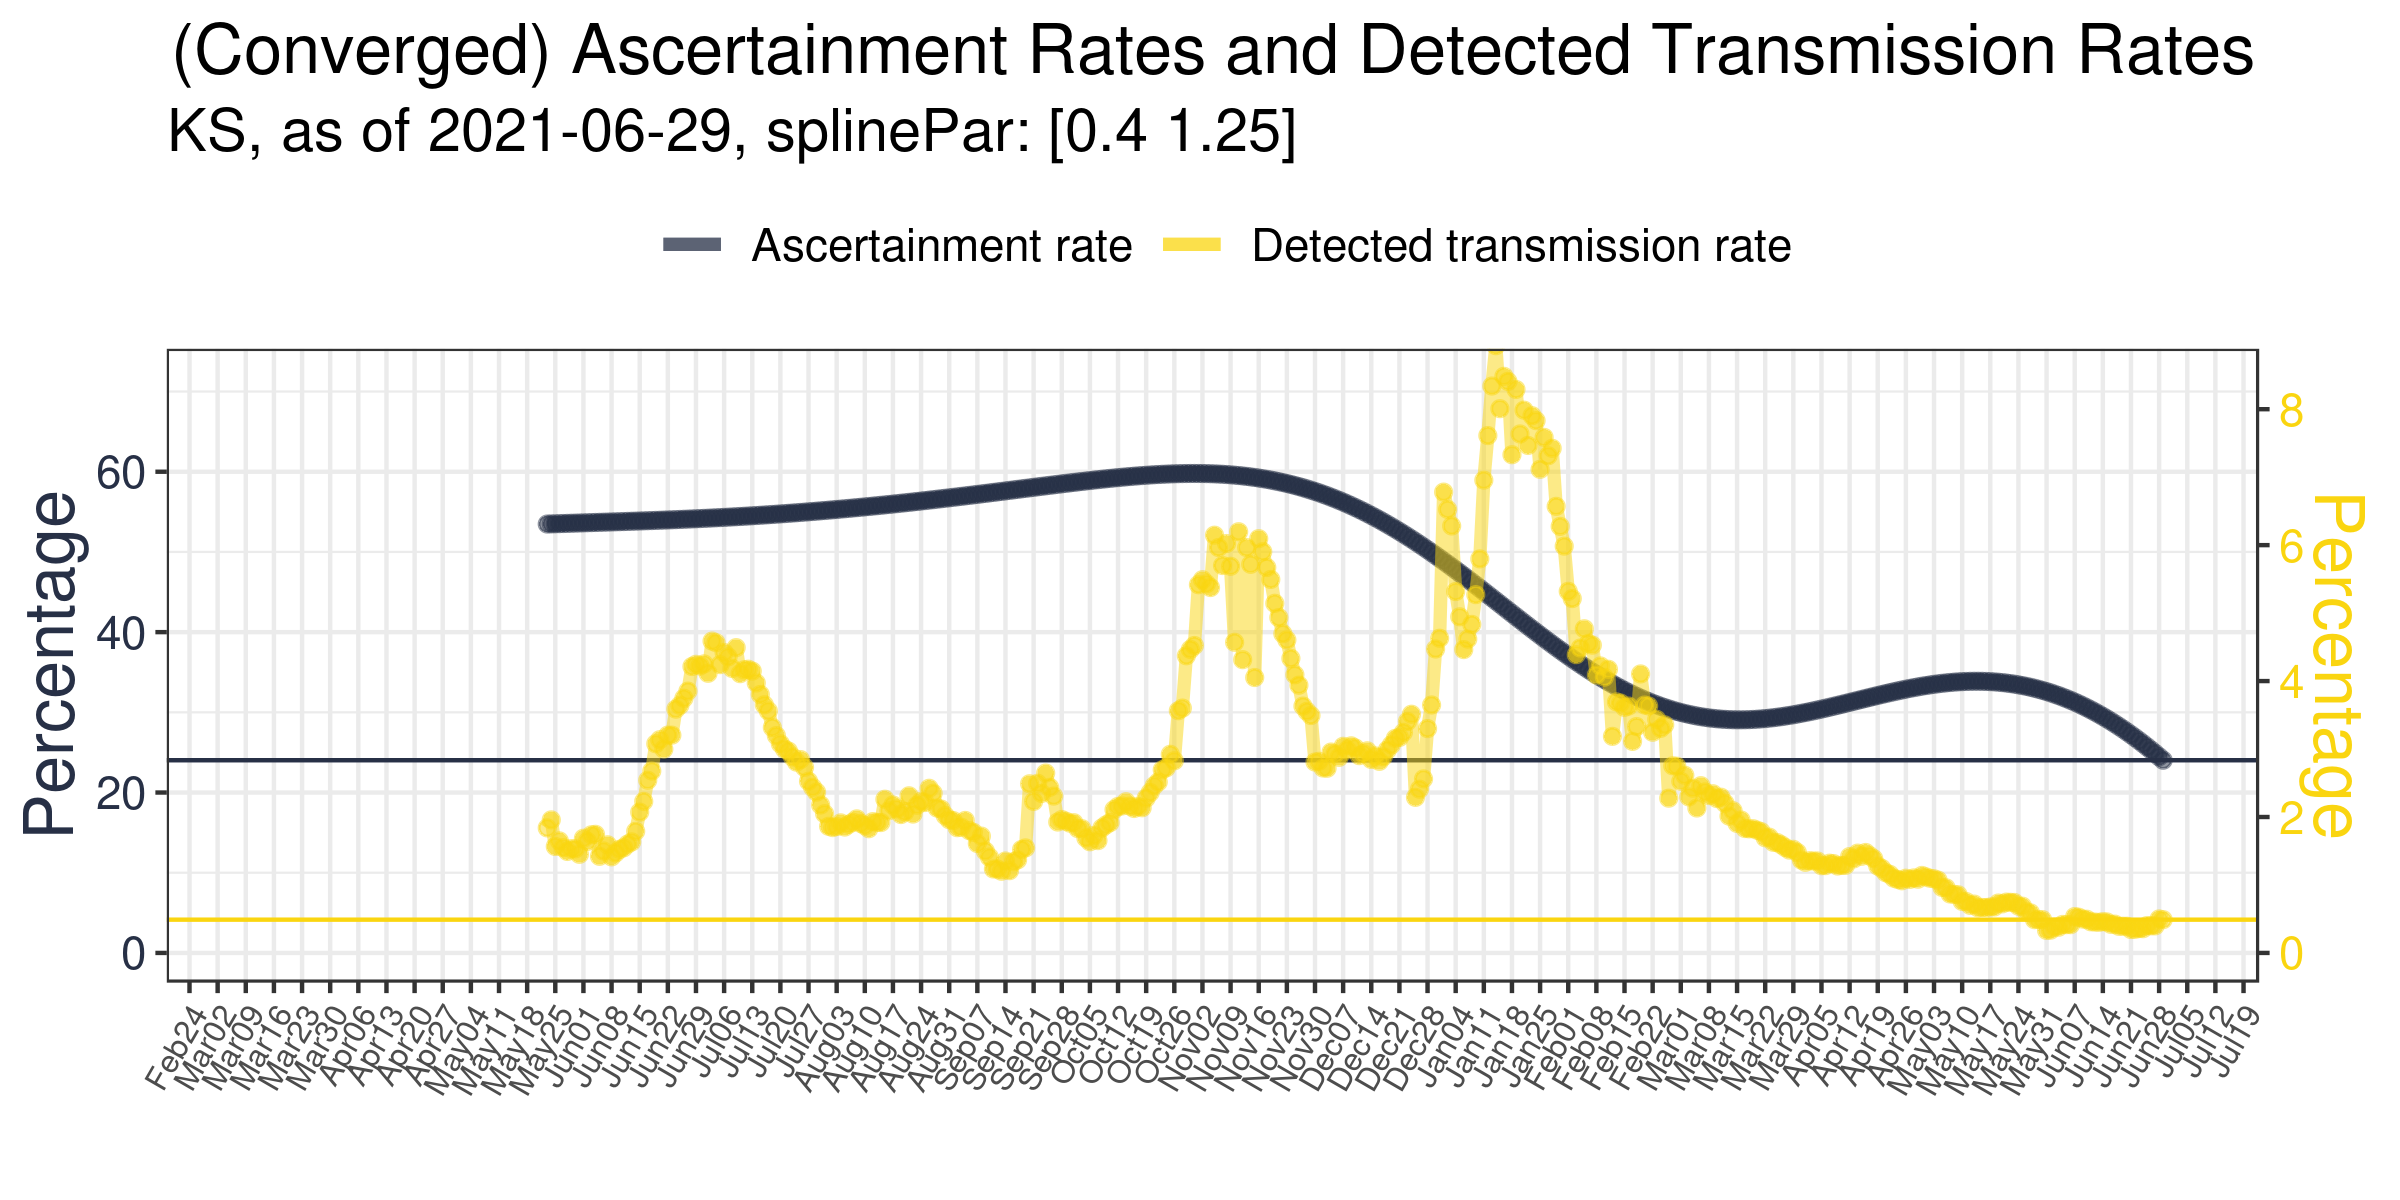 (Converged) Ascertainment Rates and Detected Transmission Rates
KS, as of 2021-06-29, splinePar: [0.4 1.25]
Ascertainment rate Detected transmission rate
Percentage
60
40
20
0
8
6
4
2
0
Percentage
Feb24 Mar02 Mar09 Mar16 Mar23 Mar30 Apr06 Apr13 Apr20 Apr27 May04 May11 May18 May25 Jun01 Jun08 Jun15 Jun22 Jun29 Jul06 Jul13 Jul20 Jul27 Aug03 Aug10 Aug17 Aug24 Aug31 Sep07 Sep14 Sep21 Sep28 Oct05 Oct12 Oct19 Oct26 Nov02 Nov09 Nov16 Nov23 Nov30 Dec07 Dec14 Dec21 Dec28 Jan04 Jan11 Jan18 Jan25 Feb01 Feb08 Feb15 Feb22 Mar01 Mar08 Mar15 Mar22 Mar29 Apr05 Apr12 Apr19 Apr26 May03 May10 May17 May24 May31 Jun07 Jun14 Jun21 Jun28 Jul05 Jul12 Jul19